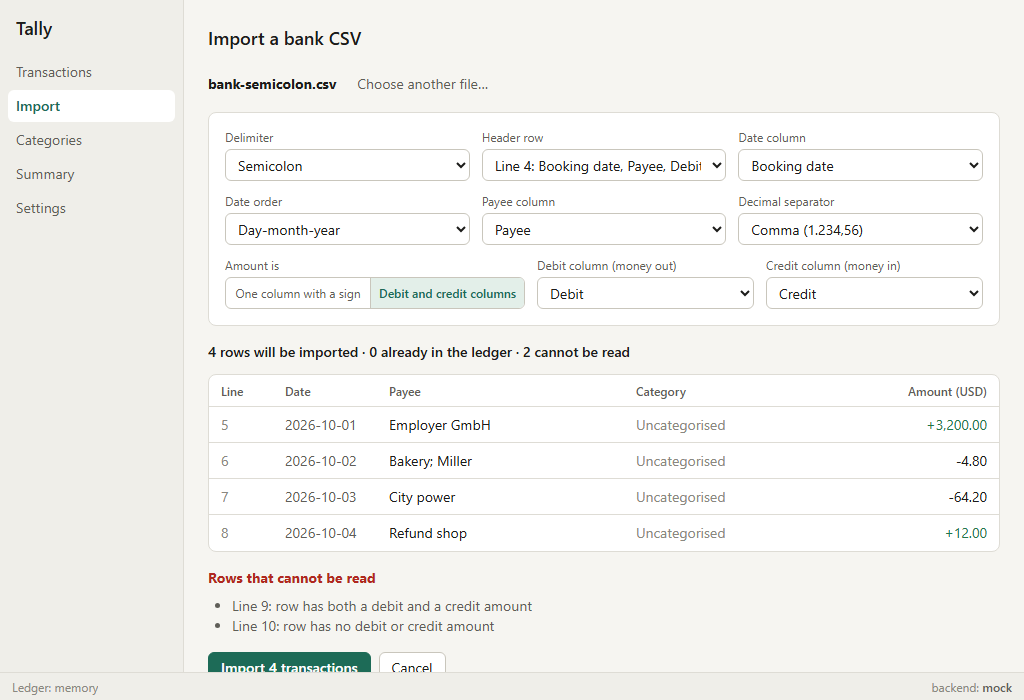 Tally
Transactions
Import
Categories
Summary
Settings
Import a bank CSV
bank-semicolon.csv Choose another file...
Delimiter Header row Date column
Semicolon Line 4: Booking date, Payee, Debit Booking date
Date order Payee column Decimal separator
Day-month-year Payee Comma (1.234,56)
Amount is Debit column (money out) Credit column (money in)
One column with a sign Debit and credit columns Debit Credit
4 rows will be imported · 0 already in the ledger · 2 cannot be read
Line Date Payee Category Amount (USD)
5 2026-10-01 Employer GmbH Uncategorised +3,200.00
6 2026-10-02 Bakery; Miller Uncategorised -4.80
7 2026-10-03 City power Uncategorised -64.20
8 2026-10-04 Refund shop Uncategorised +12.00
Rows that cannot be read
• Line 9: row has both a debit and a credit amount
• Line 10: row has no debit or credit amount
Import 4 transactions Cancel
Ledger: memory backend: mock